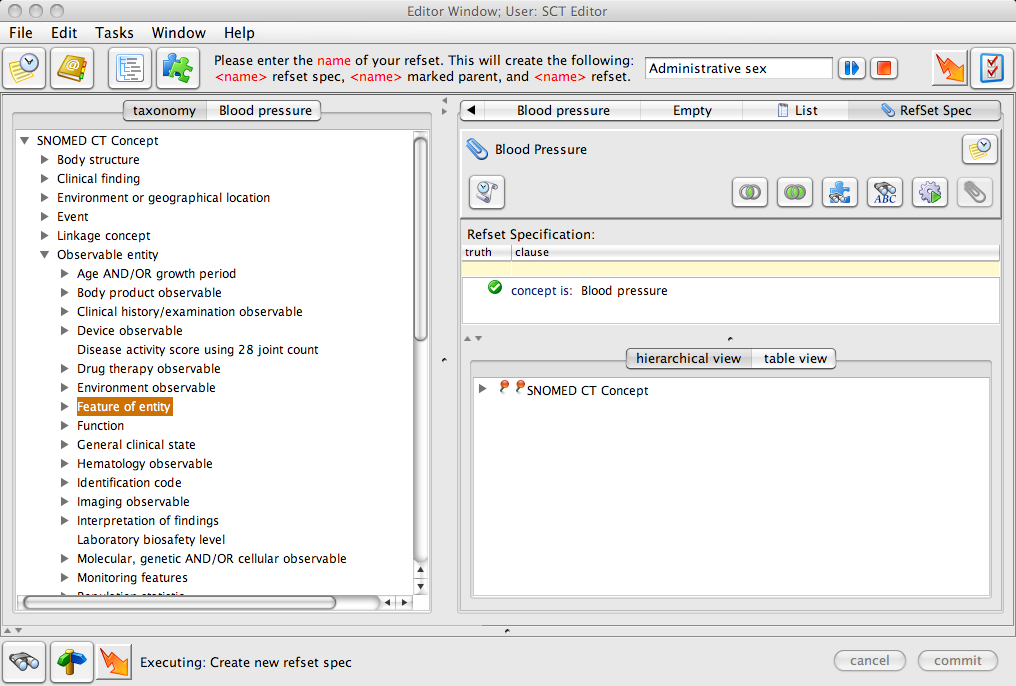 Editor Window; User: SCT Editor
File Edit Tasks Window Help
Please enter the name of your refset. This will create the following:
<name> refset spec, <name> marked parent, and <name> refset.
Administrative sex
taxonomy Blood pressure
SNOMED CT Concept
Body structure
Clinical finding
Environment or geographical location
Event
Linkage concept
Observable entity
Age AND/OR growth period
Body product observable
Clinical history/examination observable
Device observable
Disease activity score using 28 joint count
Drug therapy observable
Environment observable
Feature of entity
Function
General clinical state
Hematology observable
Identification code
Imaging observable
Interpretation of findings
Laboratory biosafety level
Molecular, genetic AND/OR cellular observable
Monitoring features
Blood pressure Empty List RefSet Spec
Blood Pressure
ABC
Refset Specification:
truth clause
concept is: Blood pressure
hierarchical view table view
SNOMED CT Concept
Executing: Create new refset spec
cancel commit